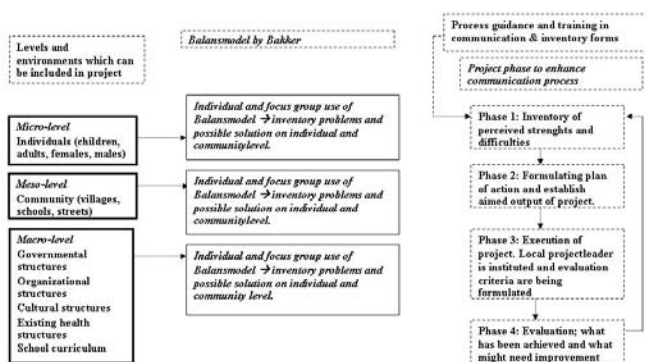 Levels and
environments which can
be included in project
Micro-level
Individuals (children,
adults, females, males)
Meso-level
Community (villages,
schools, streets)
Macro-level
Governmental
structures
Organizational
structures
Cultural structures
Existing health
structures
School curriculum
Balansmodel by Bakker
Individual and focus group use of
Balansmodel → inventory problems and
possible solution on individual and
communitylevel.
Individual and focus group use of
Balansmodel → inventory problems and
possible solution on individual and
communitylevel.
Individual and focus group use of
Balansmodel → inventory problems and
possible solution on individual and
community level.
Process guidance and training in
communication & inventory forms
Project phase to enhance
communication process
Phase 1: Inventory of
perceived strenghts and
difficulties
Phase 2: Formulating plan
of action and establish
aimed output of project.
Phase 3: Execution of
project. Local projectleader
is instituted and evaluation
criteria are being
formulated
Phase 4: Evaluation; what
has been achieved and what
might need improvement